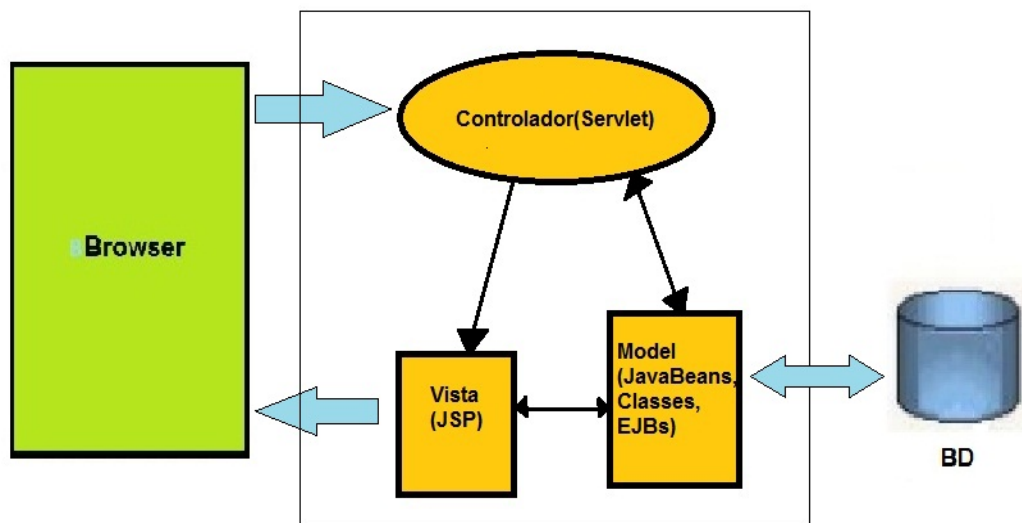 Controlador(Servlet)
Browser
Vista
(JSP)
Model
(JavaBeans,
Classes,
EJBs)
BD